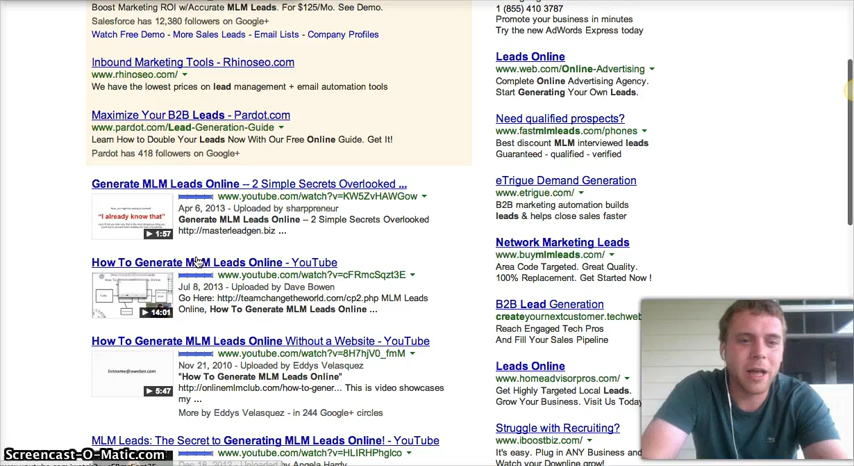 Boost Marketing ROI w/Accurate MLM Leads. For $125/Mo. See Demo.
Salesforce has 12,380 followers on Google+
Watch Free Demo - More Sales Leads - Email Lists - Company Profiles
Inbound Marketing Tools - Rhinoseo.com
www.rhinoseo.com/
We have the lowest prices on lead management + email automation tools
Maximize Your B2B Leads - Pardot.com
www.pardot.com/Lead-Generation-Guide
Learn How to Double Your Leads Now With Our Free Online Guide. Get It!
Pardot has 418 followers on Google+
Generate MLM Leads Online -- 2 Simple Secrets Overlooked ...
www.youtube.com/watch?v=KW5ZvHAWGow
Apr 6, 2013 - Uploaded by sharppreneur
Generate MLM Leads Online -- 2 Simple Secrets Overlooked
http://masterleadgen.biz ...
"I already know that"
1:57
How To Generate MLM Leads Online - YouTube
www.youtube.com/watch?v=cFRmcSqzt3E
Jul 8, 2013 - Uploaded by Dave Bowen
Go Here: http://teamchangetheworld.com/cp2.php MLM Leads
Online, How To Generate MLM Leads Online ...
14:01
How To Generate MLM Leads Online Without a Website - YouTube
www.youtube.com/watch?v=8H7hjV0_fmM
Nov 21, 2010 - Uploaded by Eddys Velasquez
"How To Generate MLM Leads Online"
http://onlinemlmclub.com/how-to-gener... This is video showcases
my ...
More by Eddys Velasquez - in 244 Google+ circles
5:47
MLM Leads: The Secret to Generating MLM Leads Online! - YouTube
www.youtube.com/watch?v=HLIRHPhglco
Dec 18, 2012 - Uploaded by Angela Hardy
1 (855) 410 3787
Promote your business in minutes
Try the new AdWords Express today
Leads Online
www.web.com/Online-Advertising
Complete Online Advertising Agency.
Start Generating Your Own Leads.
Need qualified prospects?
www.fastmlmleads.com/phones
Best discount MLM interviewed leads
Guaranteed - qualified - verified
eTrigue Demand Generation
www.etrigue.com/
B2B marketing automation builds
leads & helps close sales faster
Network Marketing Leads
www.buymlmleads.com/
Area Code Targeted. Great Quality.
100% Replacement. Get Started Now !
B2B Lead Generation
createyournextcustomer.techweb
Reach Engaged Tech Pros
And Fill Your Sales Pipeline
Leads Online
www.homeadvisorpros.com/
Get Highly Targeted Local Leads.
Grow Your Business. Visit Us Today
Struggle with Recruiting?
www.iboostbiz.com/
It's easy. Plug in ANY Business and
Watch your Downline grow!
Screencast-O-Matic.com